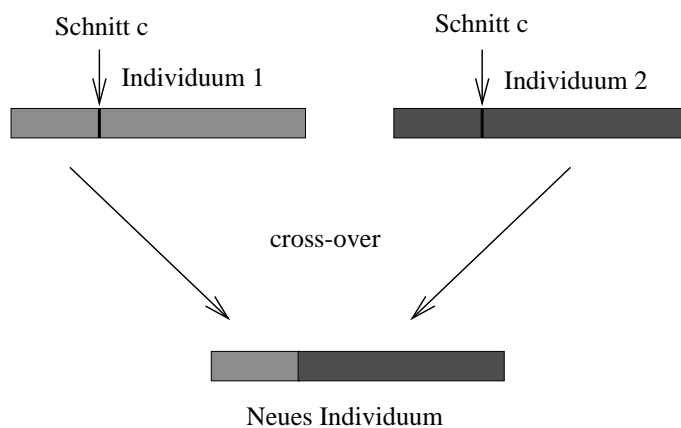 Schnitt c
Schnitt c
Individuum 1
Individuum 2
cross-over
Neues Individuum